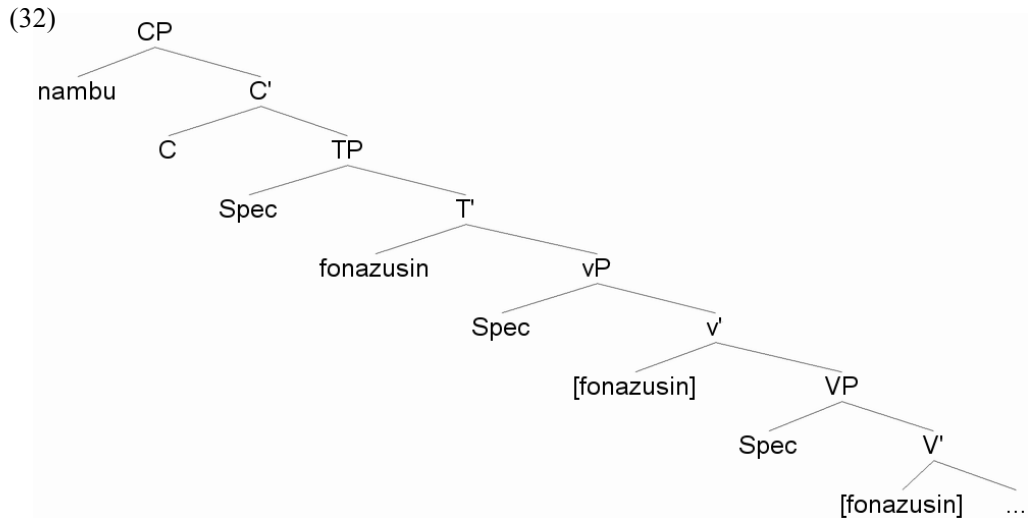 (32)
CP
nambu C'
C TP
Spec T'
fonazusin vP
Spec v'
[fonazusin] VP
Spec V'
[fonazusin] ...